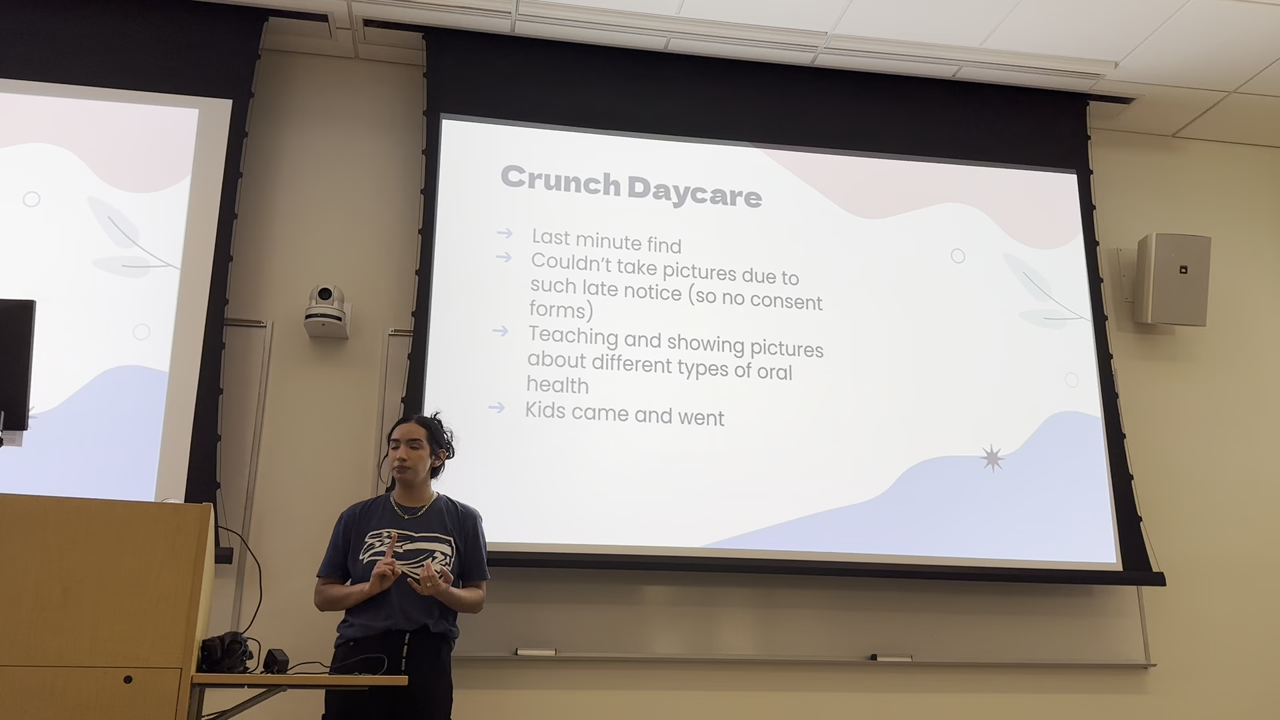 Crunch Daycare
→ Last minute find
→ Couldn't take pictures due to
such late notice (so no consent
forms)
→ Teaching and showing pictures
about different types of oral
health
→ Kids came and went